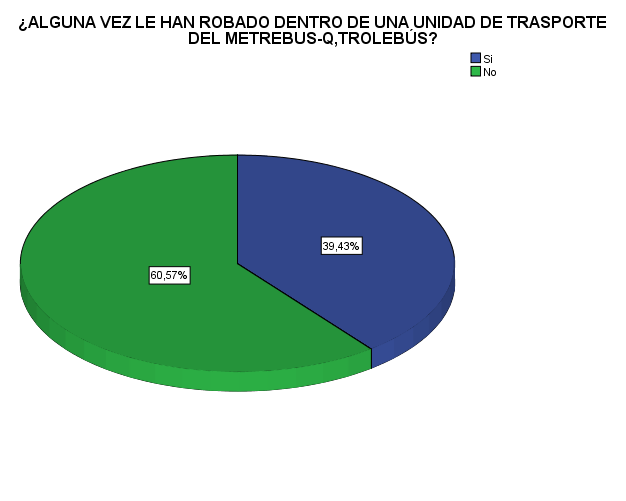 ¿ALGUNA VEZ LE HAN ROBADO DENTRO DE UNA UNIDAD DE TRASPORTE
DEL METREBUS-Q,TROLEBÚS?
Si
No
39,43%
60,57%